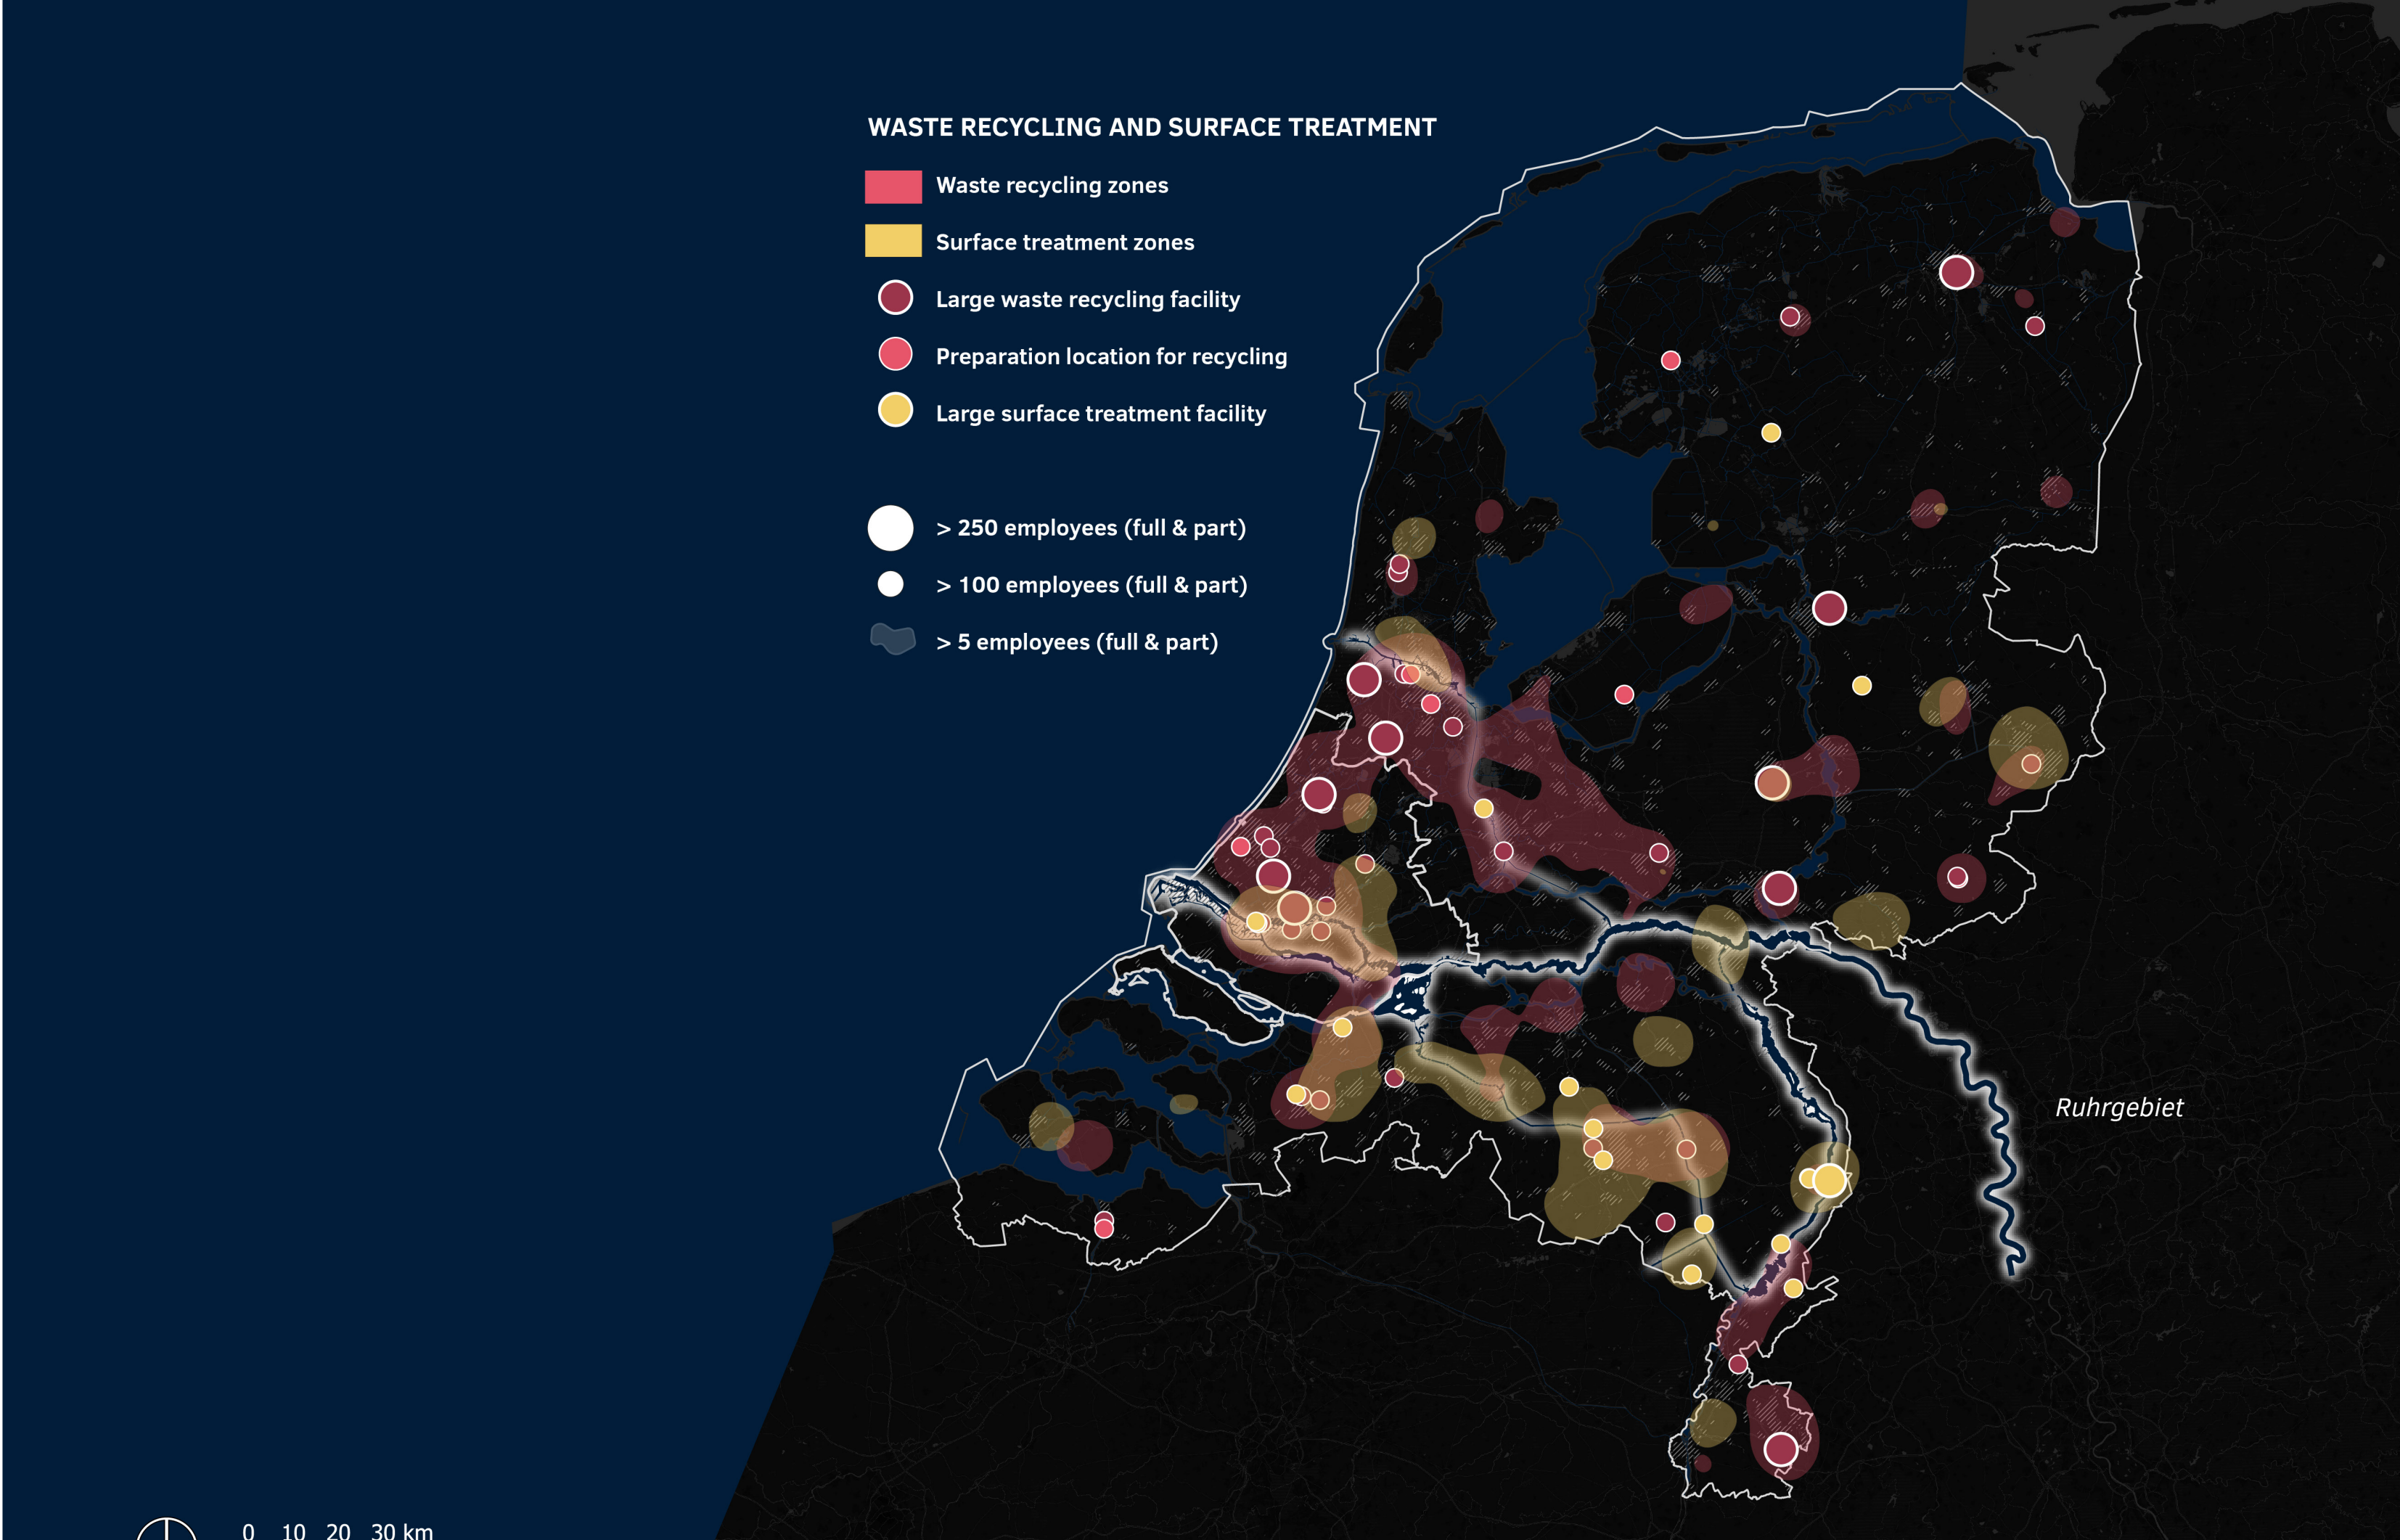 WASTE RECYCLING AND SURFACE TREATMENT
Waste recycling zones
Surface treatment zones
Large waste recycling facility
Preparation location for recycling
Large surface treatment facility
> 250 employees (full & part)
> 100 employees (full & part)
> 5 employees (full & part)
Ruhrgebiet
0 10 20 30 km